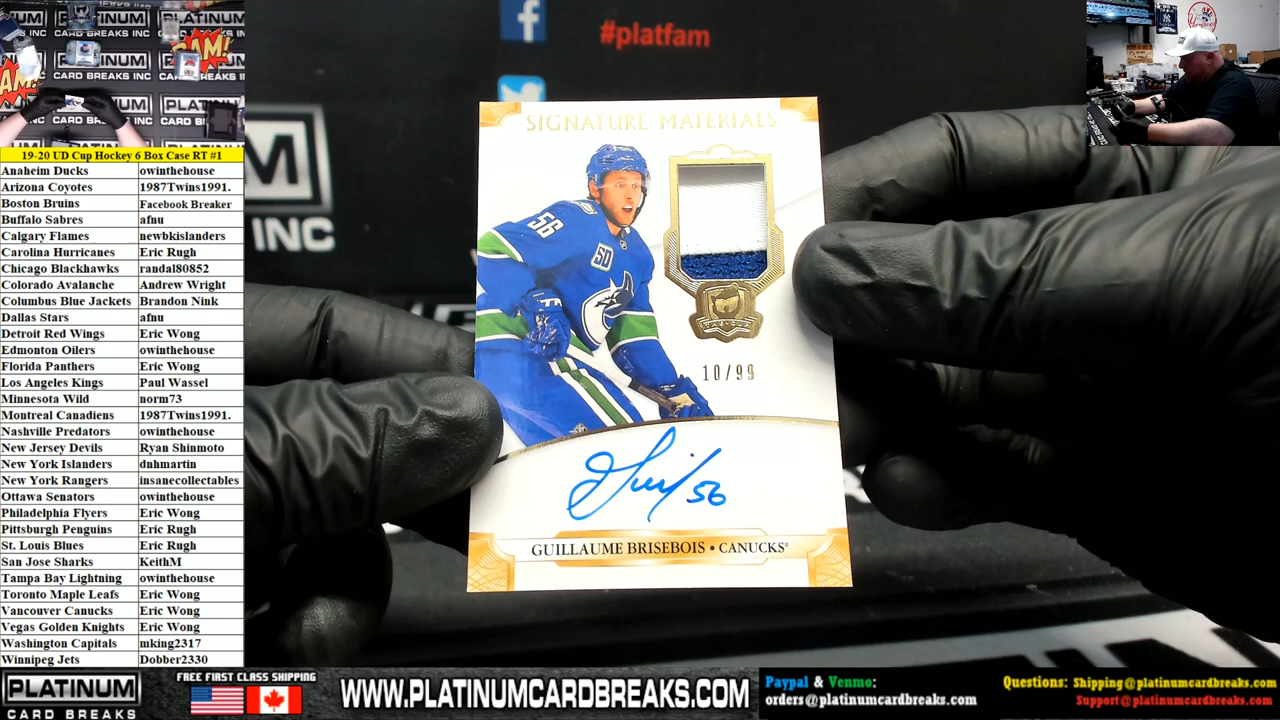 #platfam
SIGNATURE MATERIALS
56
50
10/99
56
GUILLAUME BRISEBOIS • CANUCKS
19-20 UD Cup Hockey 6 Box Case RT #1
Anaheim Ducks owinthehouse
Arizona Coyotes 1987Twins1991.
Boston Bruins Facebook Breaker
Buffalo Sabres afnu
Calgary Flames newbkislanders
Carolina Hurricanes Eric Rugh
Chicago Blackhawks randal80852
Colorado Avalanche Andrew Wright
Columbus Blue Jackets Brandon Nink
Dallas Stars afnu
Detroit Red Wings Eric Wong
Edmonton Oilers owinthehouse
Florida Panthers Eric Wong
Los Angeles Kings Paul Wassel
Minnesota Wild norm73
Montreal Canadiens 1987Twins1991.
Nashville Predators owinthehouse
New Jersey Devils Ryan Shinmoto
New York Islanders dnhmartin
New York Rangers insanecollectables
Ottawa Senators owinthehouse
Philadelphia Flyers Eric Wong
Pittsburgh Penguins Eric Rugh
St. Louis Blues Eric Rugh
San Jose Sharks KeithM
Tampa Bay Lightning owinthehouse
Toronto Maple Leafs Eric Wong
Vancouver Canucks Eric Wong
Vegas Golden Knights Eric Wong
Washington Capitals mking2317
Winnipeg Jets Dobber2330
PLATINUM
CARD BREAKS
FREE FIRST CLASS SHIPPING
WWW.PLATINUMCARDBREAKS.COM
Paypal & Venmo:
orders@platinumcardbreaks.com
Questions: Shipping@platinumcardbreaks.com
Support@platinumcardbreaks.com